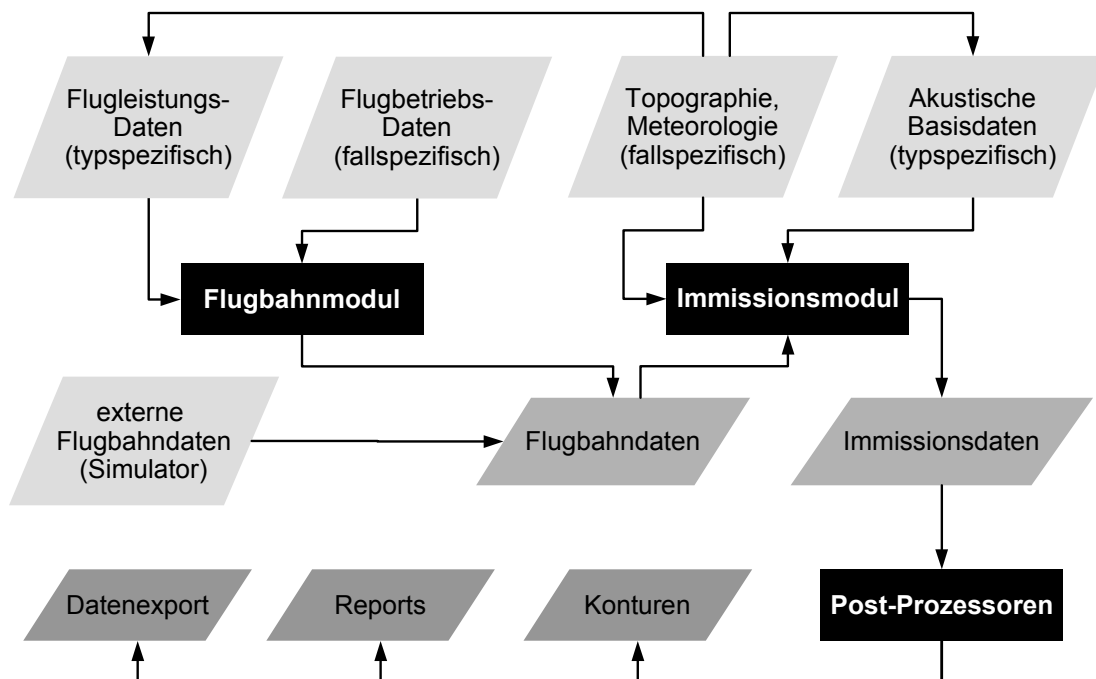 Flugleistungs-
Daten
(typspezifisch)
Flugbetriebs-
Daten
(fallspezifisch)
Topographie,
Meteorologie
(fallspezifisch)
Akustische
Basisdaten
(typspezifisch)
Flugbahnmodul
Immissionsmodul
externe
Flugbahndaten
(Simulator)
Flugbahndaten
Immissionsdaten
Datenexport
Reports
Konturen
Post-Prozessoren